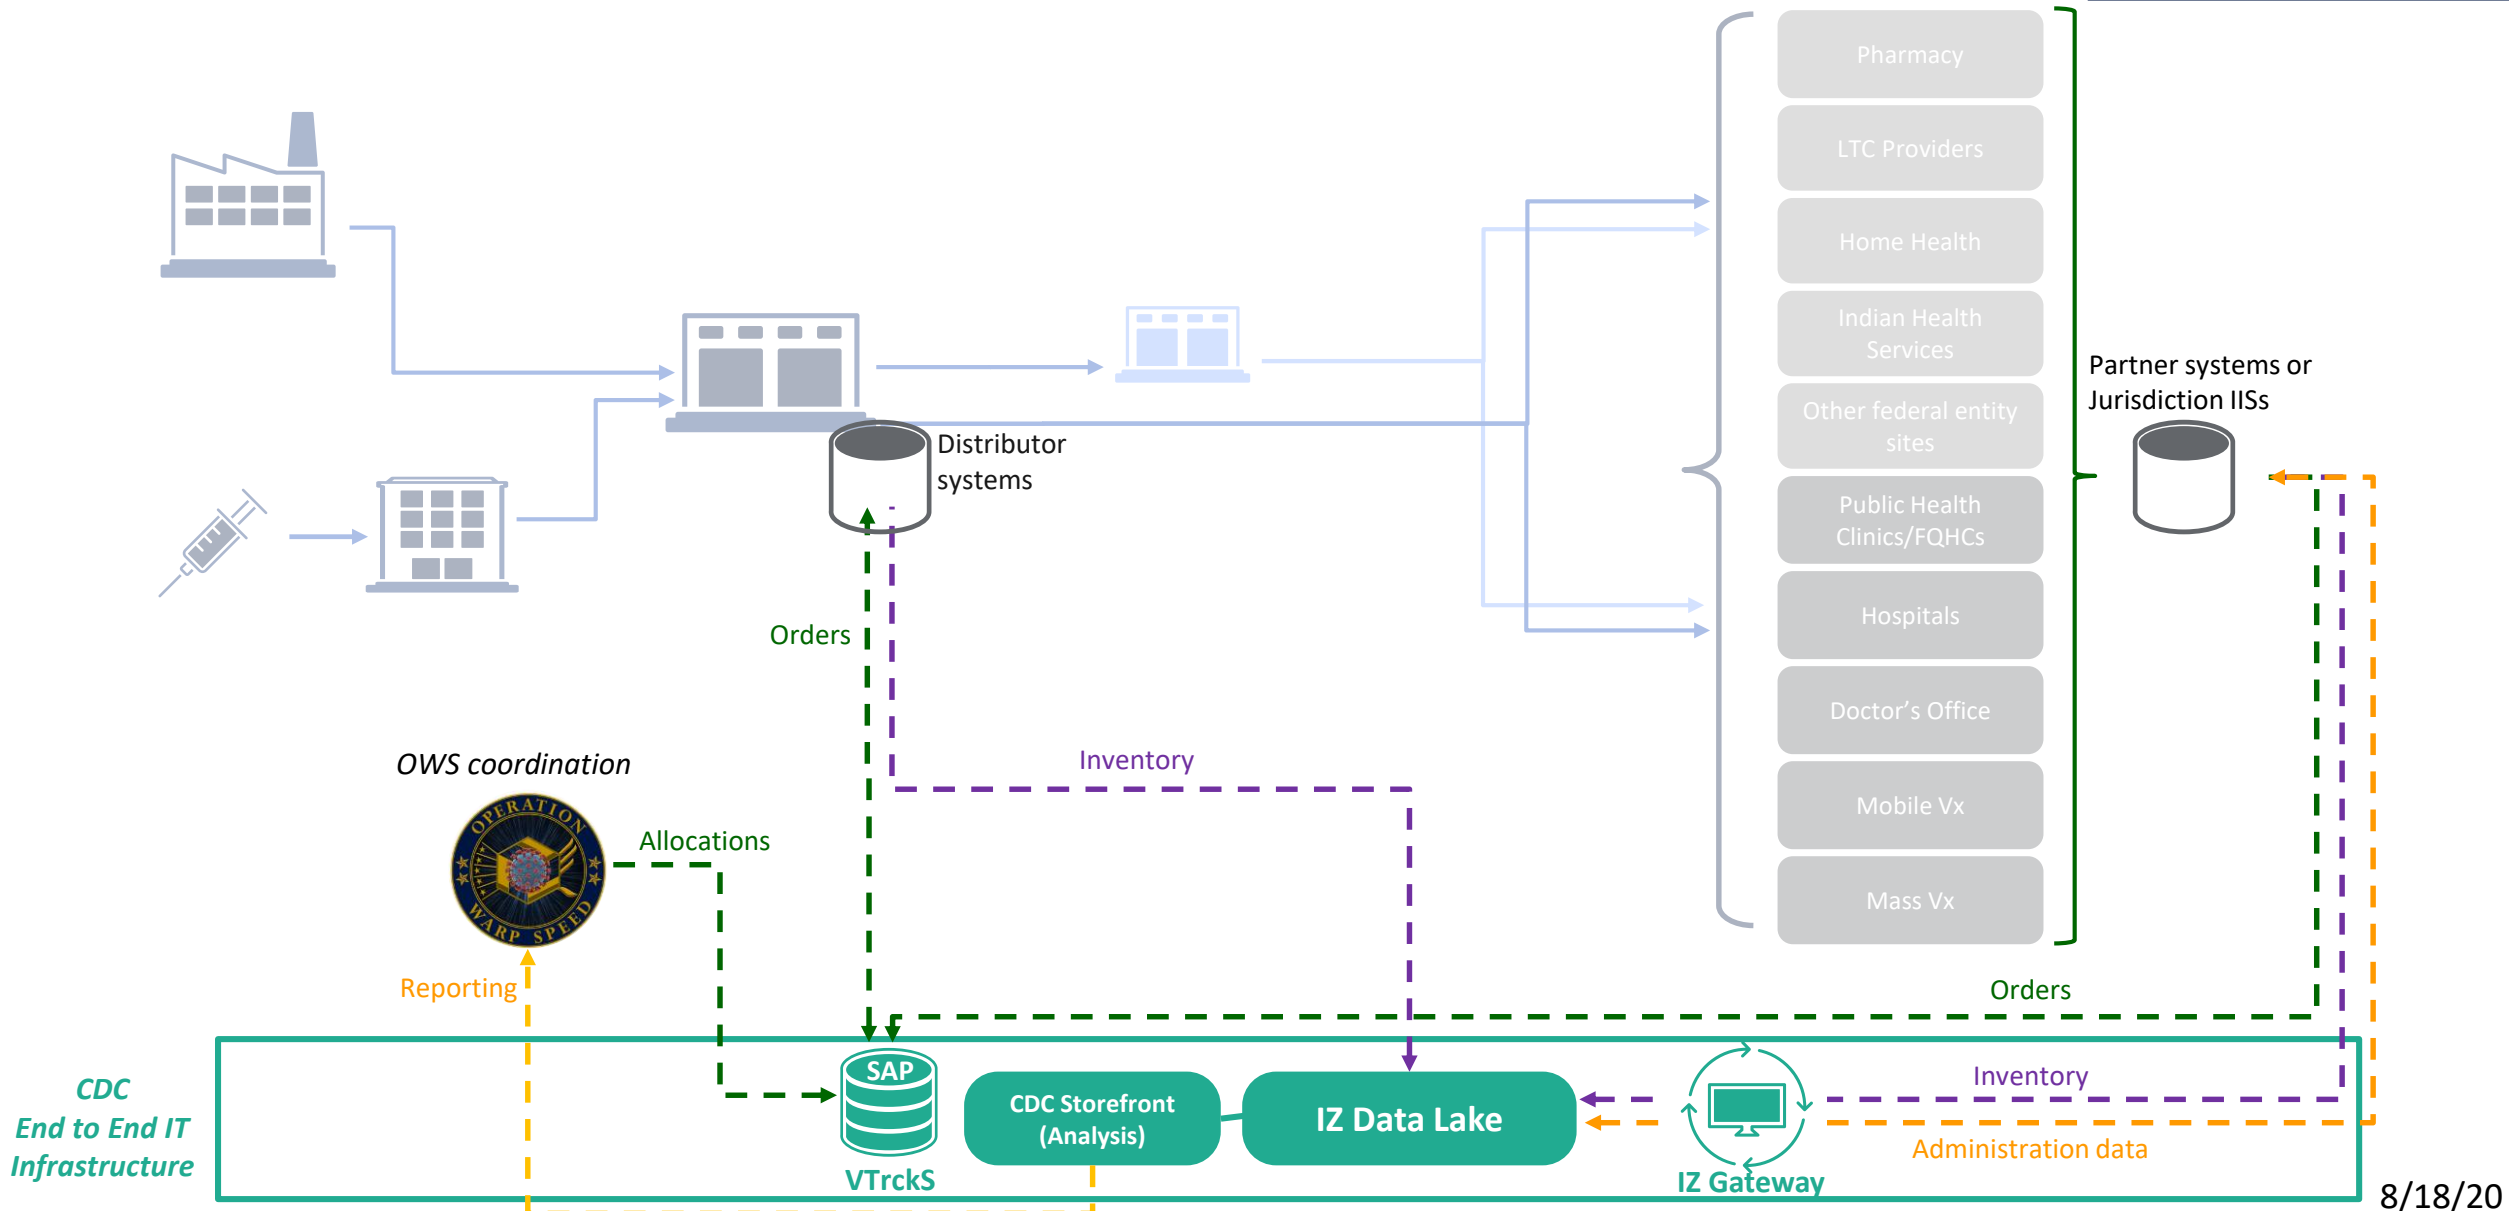 Pharmacy
LTC Providers
Home Health
Indian Health
Services
Other federal entity
sites
Public Health
Clinics/FQHCs
Hospitals
Doctor’s Office
Mobile Vx
Mass Vx
Partner systems or
Jurisdiction IISs
Distributor
systems
Orders
Inventory
OWS coordination
OPERATION
WARP SPEED
Allocations
Reporting
Orders
CDC
End to End IT
Infrastructure
SAP
VTrckS
CDC Storefront
(Analysis)
IZ Data Lake
IZ Gateway
Inventory
Administration data
8/18/20